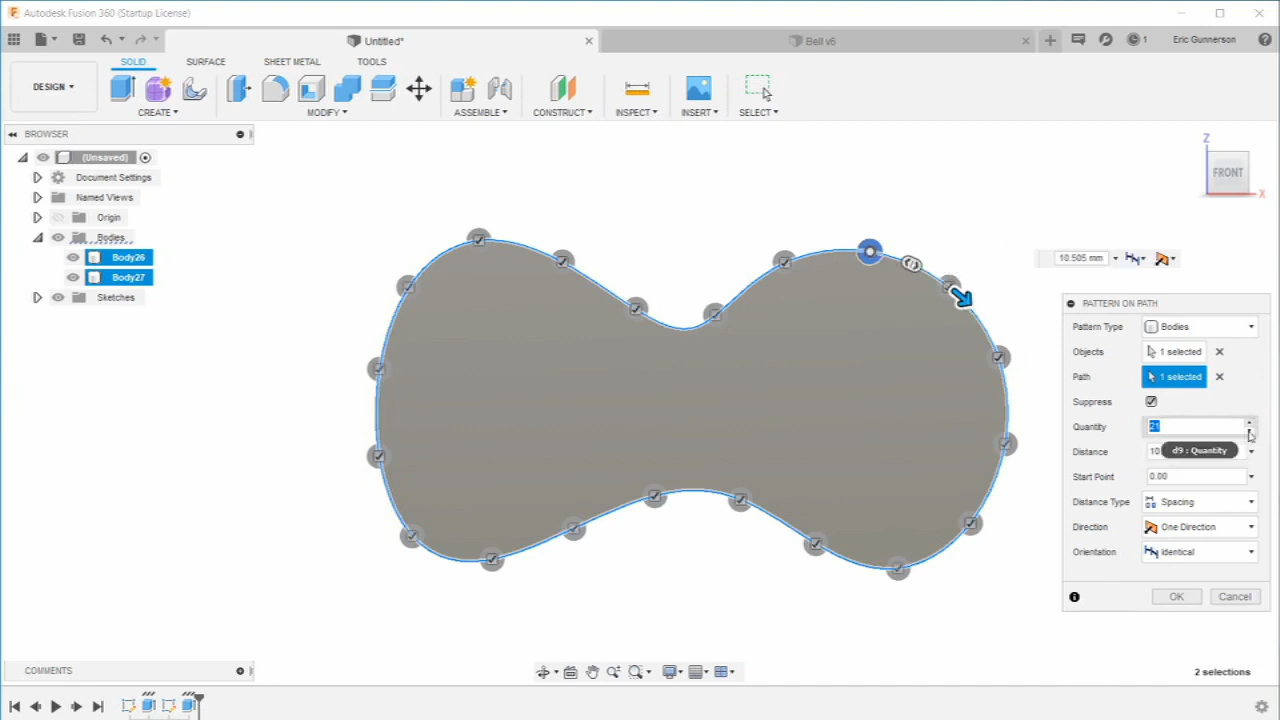 Autodesk Fusion 360 (Startup License)
Untitled*
Bell v6
1
Eric Gunnerson
SOLID
SURFACE
SHEET METAL
TOOLS
DESIGN
CREATE
MODIFY
ASSEMBLE
CONSTRUCT
INSPECT
INSERT
SELECT
BROWSER
(Unsaved)
Document Settings
Named Views
Origin
Bodies
Body26
Body27
Sketches
Z
FRONT
X
10.505 mm
PATTERN ON PATH
Pattern Type
Bodies
Objects
1 selected
Path
1 selected
Suppress
Quantity
21
d9 : Quantity
Distance
10.
Start Point
0.00
Distance Type
Spacing
Direction
One Direction
Orientation
Identical
OK
Cancel
COMMENTS
2 selections